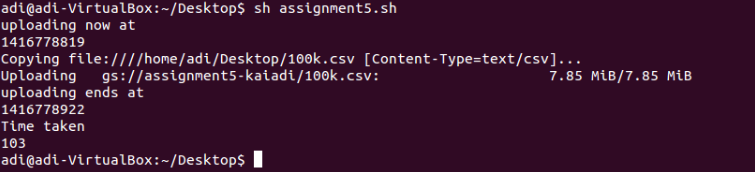 adi@adi-VirtualBox:~/Desktop$ sh assignment5.sh
uploading now at
1416778819
Copying file:////home/adi/Desktop/100k.csv [Content-Type=text/csv]...
Uploading   gs://assignment5-kaiadi/100k.csv:                    7.85 MiB/7.85 MiB
uploading ends at
1416778922
Time taken
103
adi@adi-VirtualBox:~/Desktop$